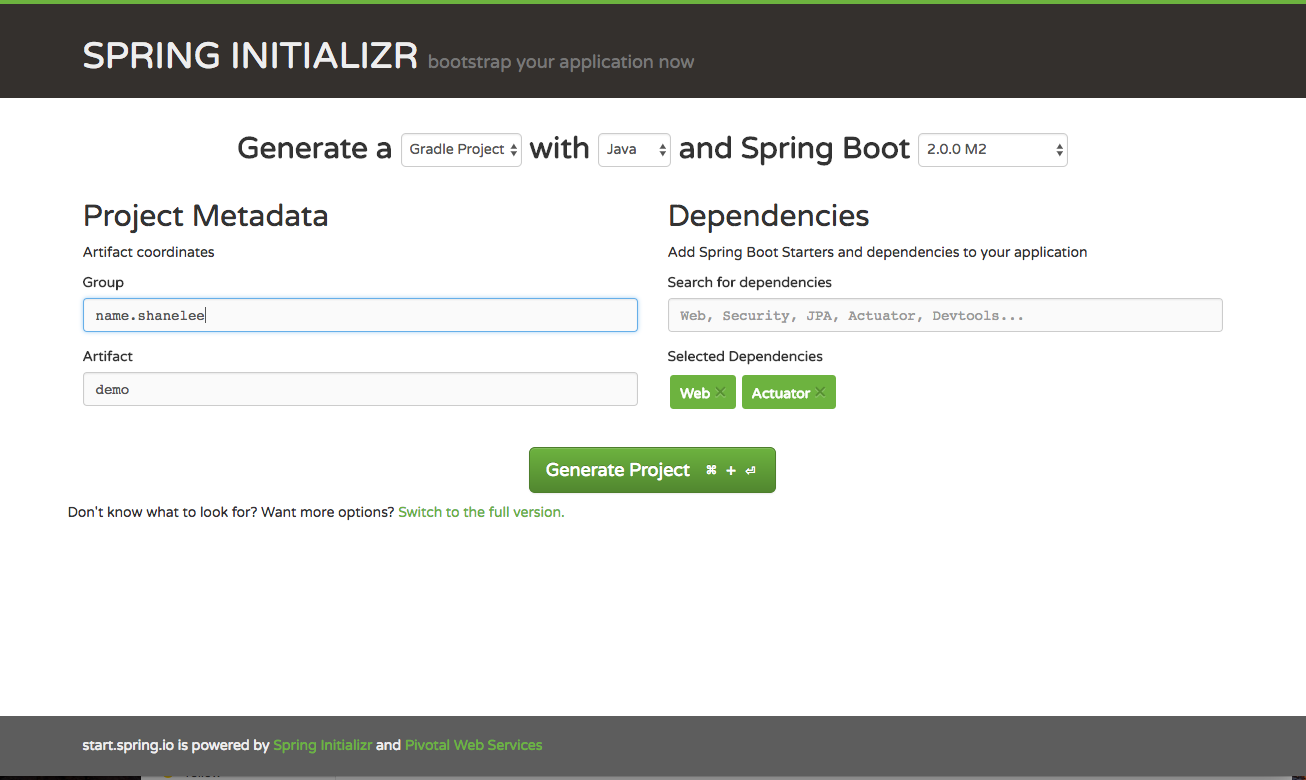 SPRING INITIALIZR bootstrap your application now
Generate a Gradle Project with Java and Spring Boot 2.0.0 M2
Project Metadata
Artifact coordinates
Group
name.shanelee
Artifact
demo
Dependencies
Add Spring Boot Starters and dependencies to your application
Search for dependencies
Web, Security, JPA, Actuator, Devtools...
Selected Dependencies
Web × Actuator ×
Generate Project ⌘ + ⏎
Don't know what to look for? Want more options? Switch to the full version.
start.spring.io is powered by Spring Initializr and Pivotal Web Services